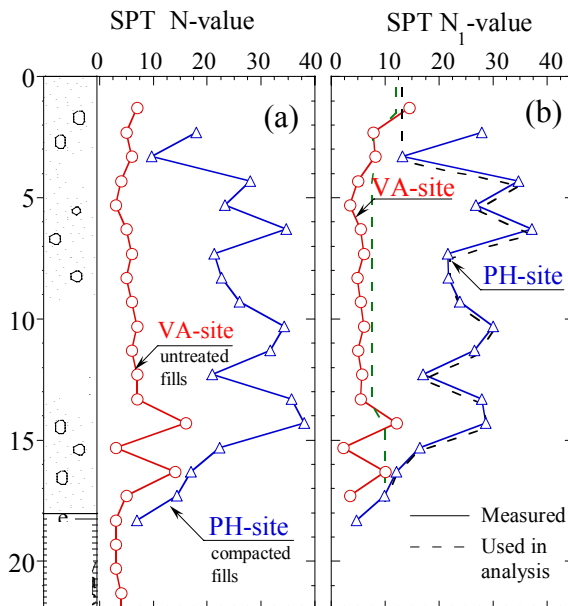 SPT N-value
SPT N1-value
0 10 20 30 40
0 10 20 30 40
0
5
10
15
20
(a)
(b)
VA-site
untreated
fills
PH-site
compacted
fills
VA-site
PH-site
Measured
Used in
analysis
e